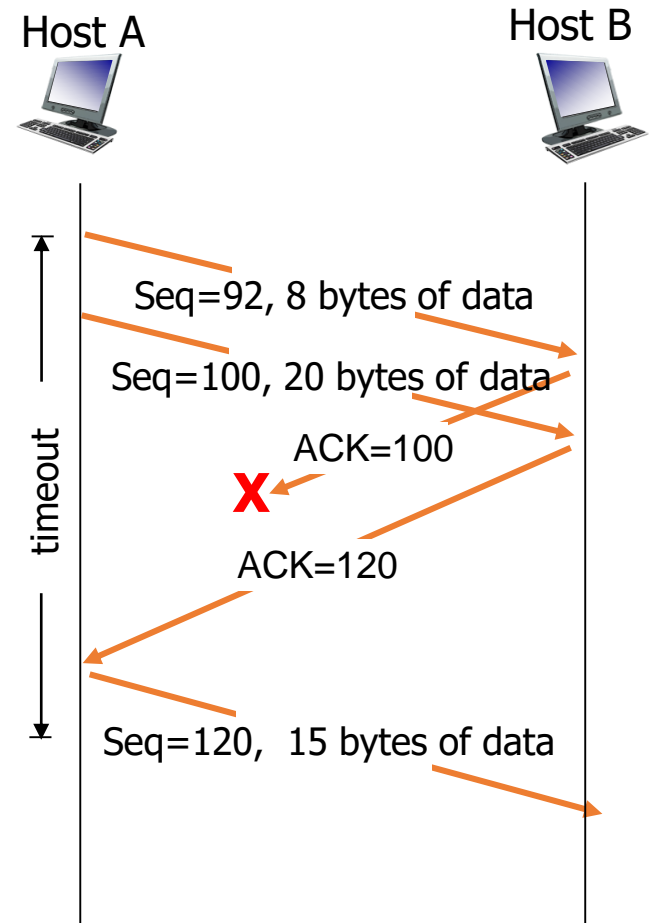 Host A
Host B
Seq=92, 8 bytes of data
Seq=100, 20 bytes of data
ACK=100
X
timeout
ACK=120
Seq=120, 15 bytes of data